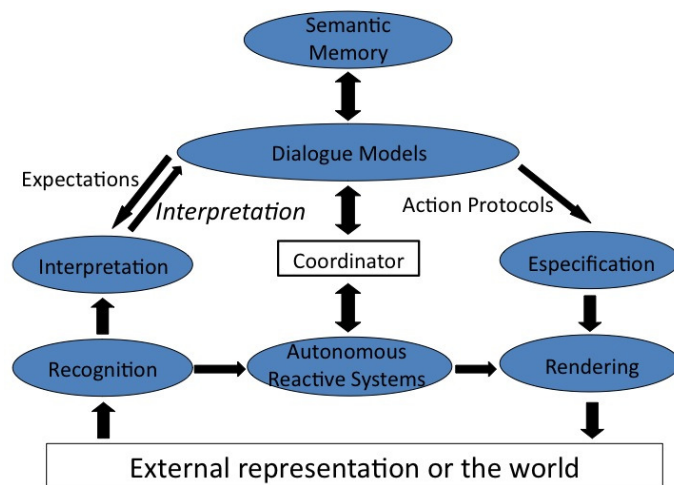 Semantic
Memory
Dialogue Models
Expectations
Interpretation
Action Protocols
Interpretation
Coordinator
Especification
Recognition
Autonomous
Reactive Systems
Rendering
External representation or the world